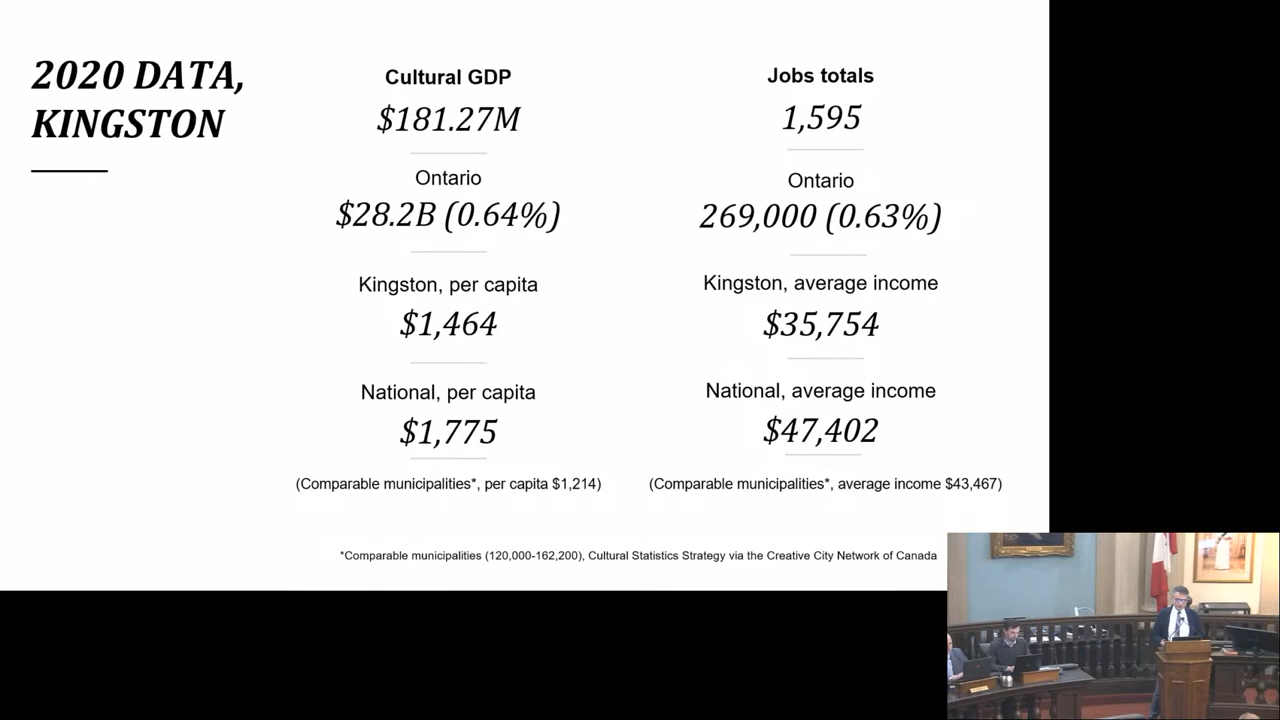 2020 DATA,
KINGSTON
Cultural GDP
$181.27M
Ontario
$28.2B (0.64%)
Kingston, per capita
$1,464
National, per capita
$1,775
(Comparable municipalities*, per capita $1,214)
Jobs totals
1,595
Ontario
269,000 (0.63%)
Kingston, average income
$35,754
National, average income
$47,402
(Comparable municipalities*, average income $43,467)
*Comparable municipalities (120,000-162,200), Cultural Statistics Strategy via the Creative City Network of Canada